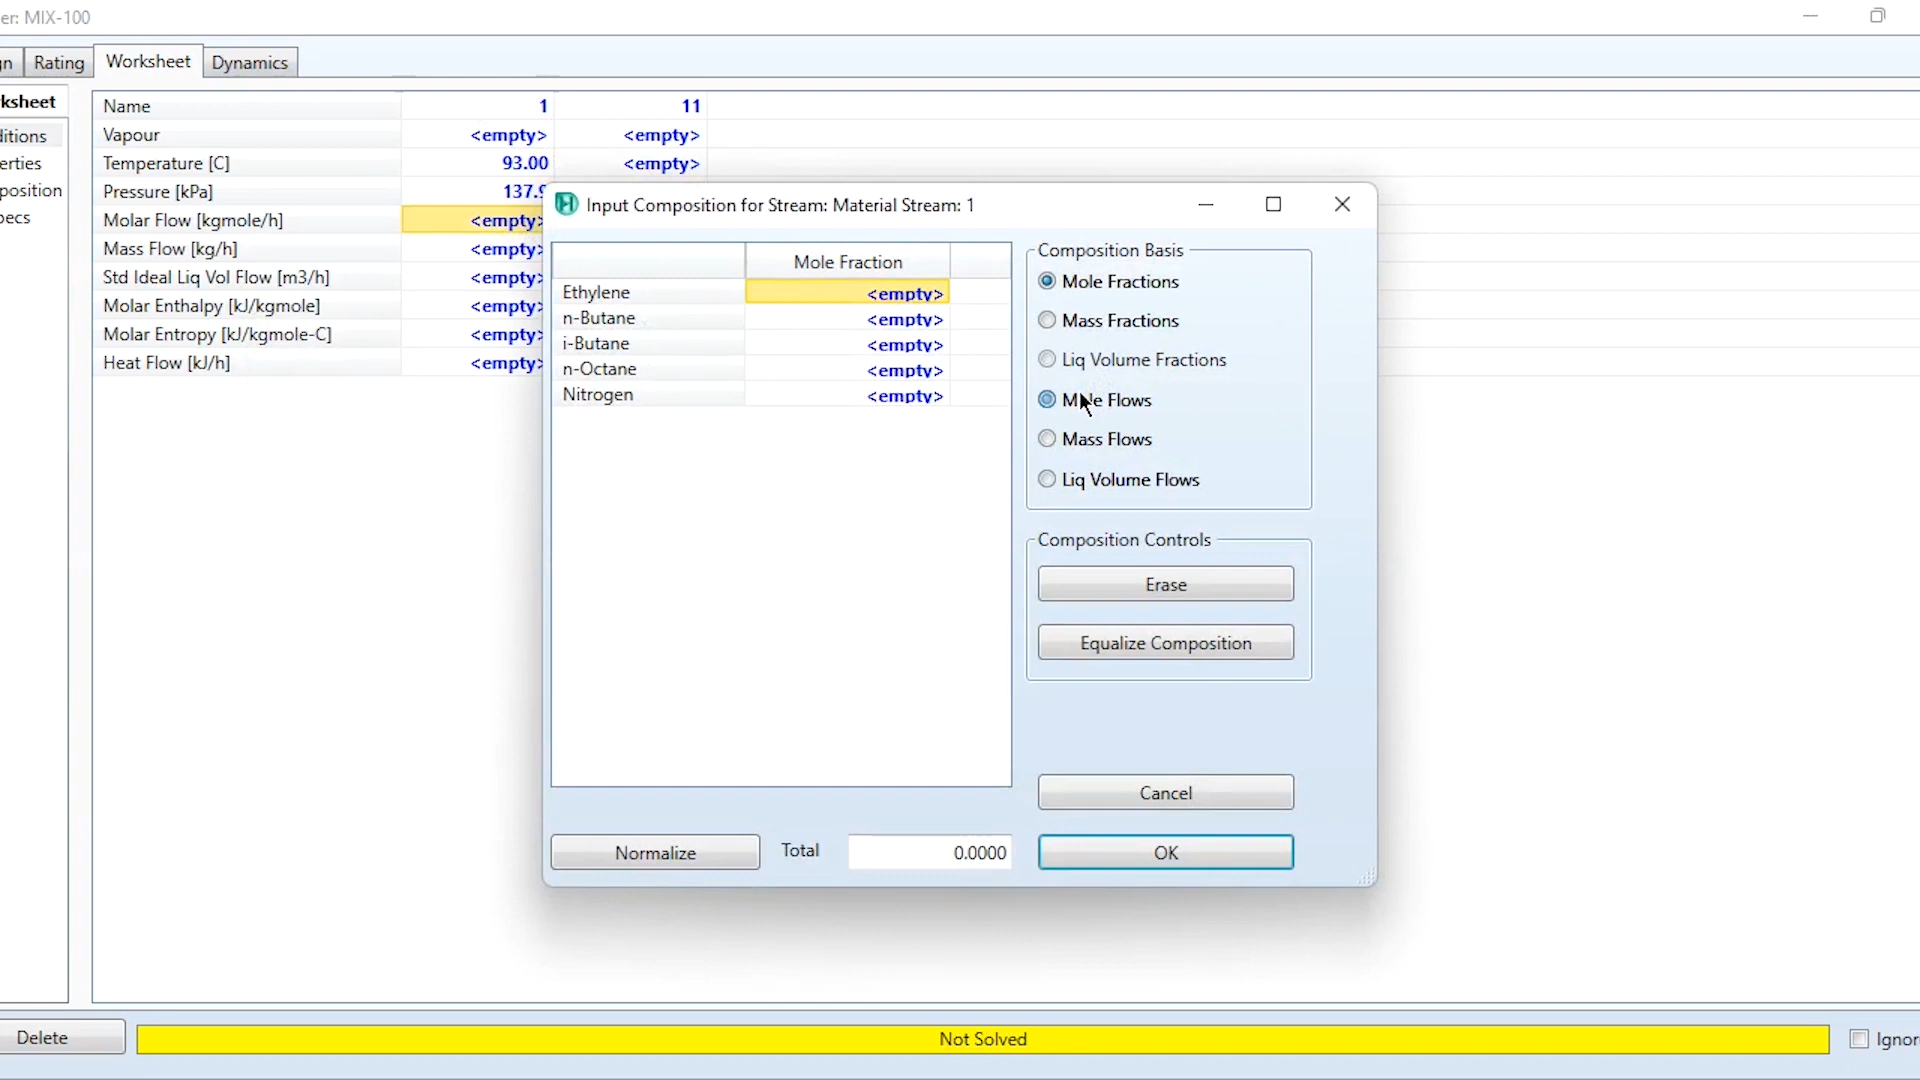 er: MIX-100
gn Rating Worksheet Dynamics
ksheet
ditions
erties
position
pecs
Name 1 11
Vapour <empty> <empty>
Temperature [C] 93.00 <empty>
Pressure [kPa] 137.9
Molar Flow [kgmole/h] <empty>
Mass Flow [kg/h] <empty>
Std Ideal Liq Vol Flow [m3/h] <empty>
Molar Enthalpy [kJ/kgmole] <empty>
Molar Entropy [kJ/kgmole-C] <empty>
Heat Flow [kJ/h] <empty>
Input Composition for Stream: Material Stream: 1
Mole Fraction
Ethylene <empty>
n-Butane <empty>
i-Butane <empty>
n-Octane <empty>
Nitrogen <empty>
Composition Basis
Mole Fractions
Mass Fractions
Liq Volume Fractions
Mole Flows
Mass Flows
Liq Volume Flows
Composition Controls
Erase
Equalize Composition
Cancel
Normalize Total 0.0000 OK
Delete Not Solved Ignor